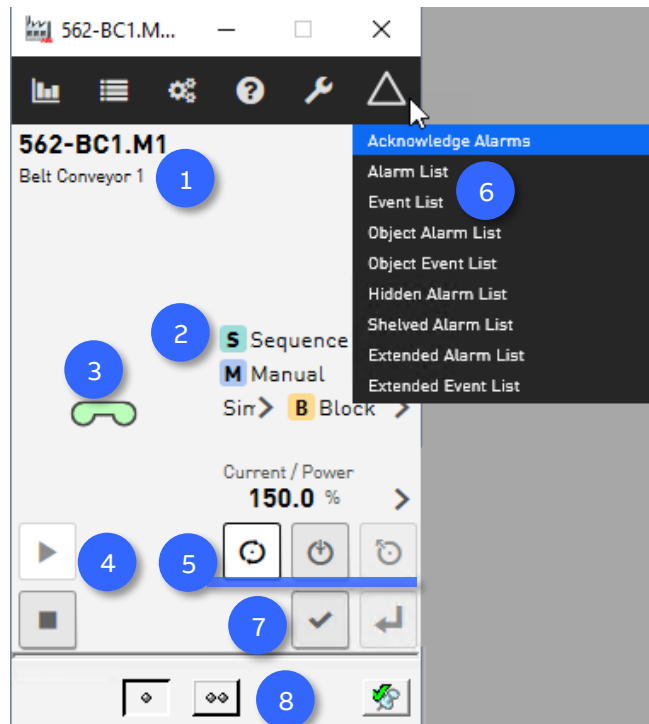 562-BC1.M...
562-BC1.M1
Belt Conveyor 1
1
Acknowledge Alarms
Alarm List
Event List
6
Object Alarm List
Object Event List
Hidden Alarm List
Shelved Alarm List
Extended Alarm List
Extended Event List
2
S Sequence
3
M Manual
B Block
Current / Power
150.0 %
4
5
7
8